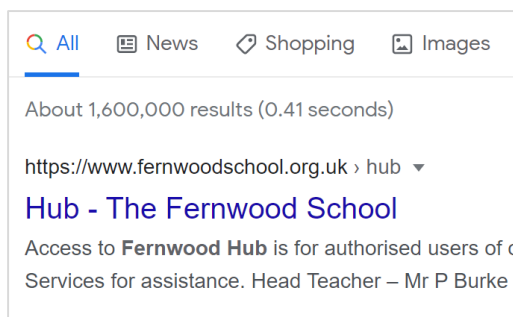 All News Shopping Images
About 1,600,000 results (0.41 seconds)
https://www.fernwoodschool.org.uk › hub
Hub - The Fernwood School
Access to Fernwood Hub is for authorised users of
Services for assistance. Head Teacher – Mr P Burke